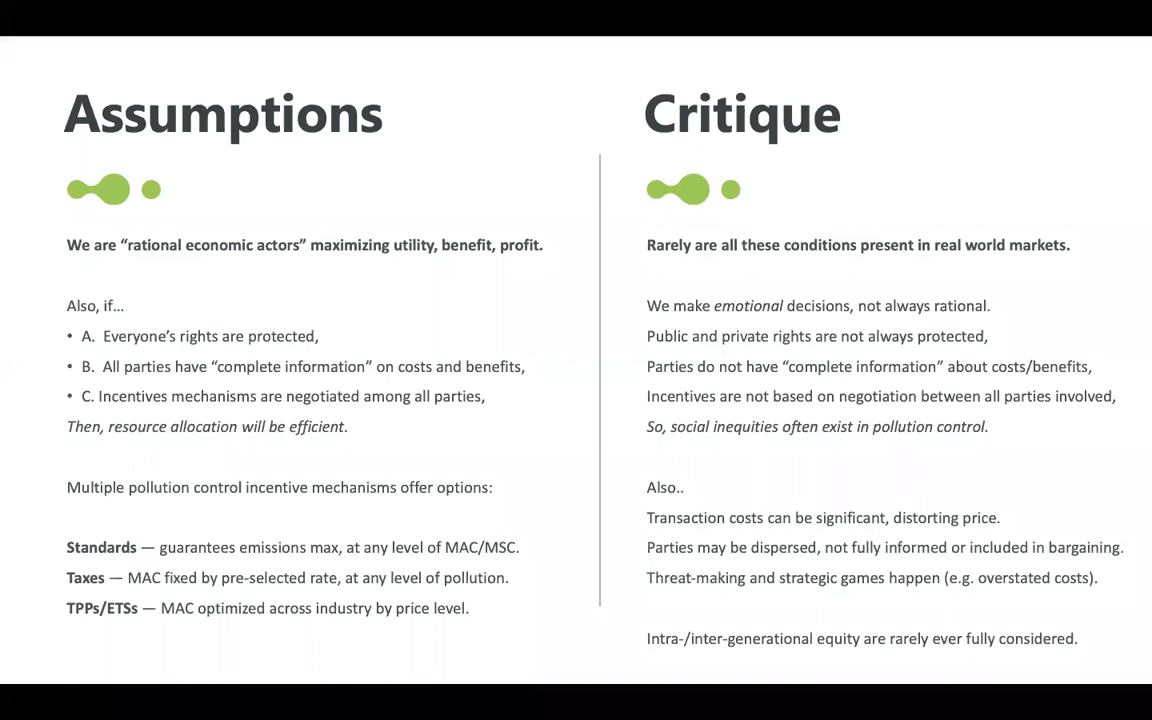 Assumptions
We are “rational economic actors” maximizing utility, benefit, profit.
Also, if...
• A. Everyone’s rights are protected,
• B. All parties have “complete information” on costs and benefits,
• C. Incentives mechanisms are negotiated among all parties,
Then, resource allocation will be efficient.
Multiple pollution control incentive mechanisms offer options:
Standards — guarantees emissions max, at any level of MAC/MSC.
Taxes — MAC fixed by pre-selected rate, at any level of pollution.
TPPs/ETSs — MAC optimized across industry by price level.
Critique
Rarely are all these conditions present in real world markets.
We make emotional decisions, not always rational.
Public and private rights are not always protected,
Parties do not have “complete information” about costs/benefits,
Incentives are not based on negotiation between all parties involved,
So, social inequities often exist in pollution control.
Also..
Transaction costs can be significant, distorting price.
Parties may be dispersed, not fully informed or included in bargaining.
Threat-making and strategic games happen (e.g. overstated costs).
Intra-/inter-generational equity are rarely ever fully considered.